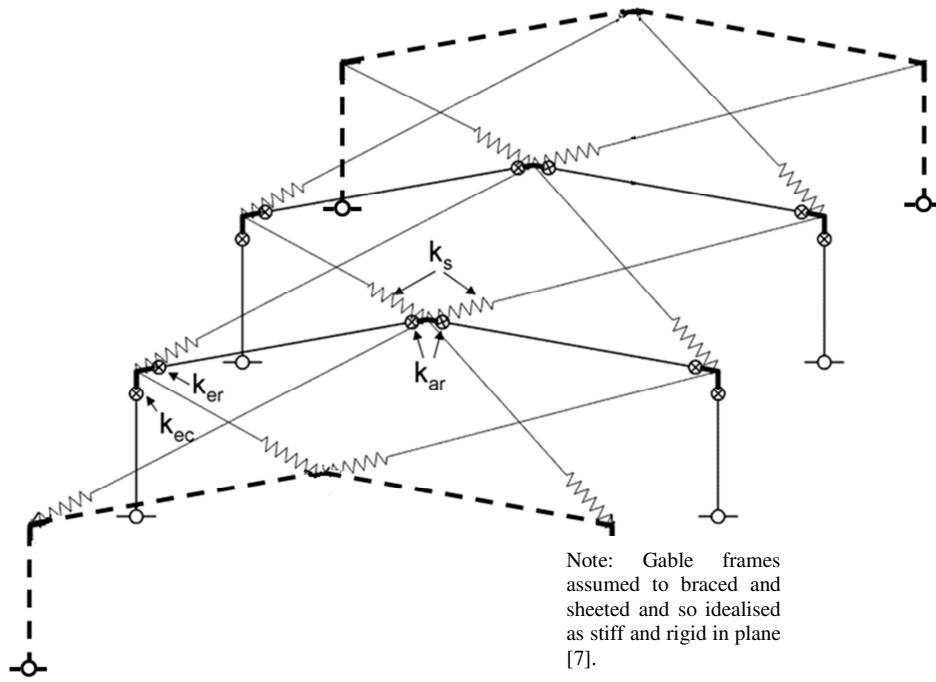 k_s
k_ar
k_er
k_ec
Note: Gable frames
assumed to braced and
sheeted and so idealised
as stiff and rigid in plane
[7].